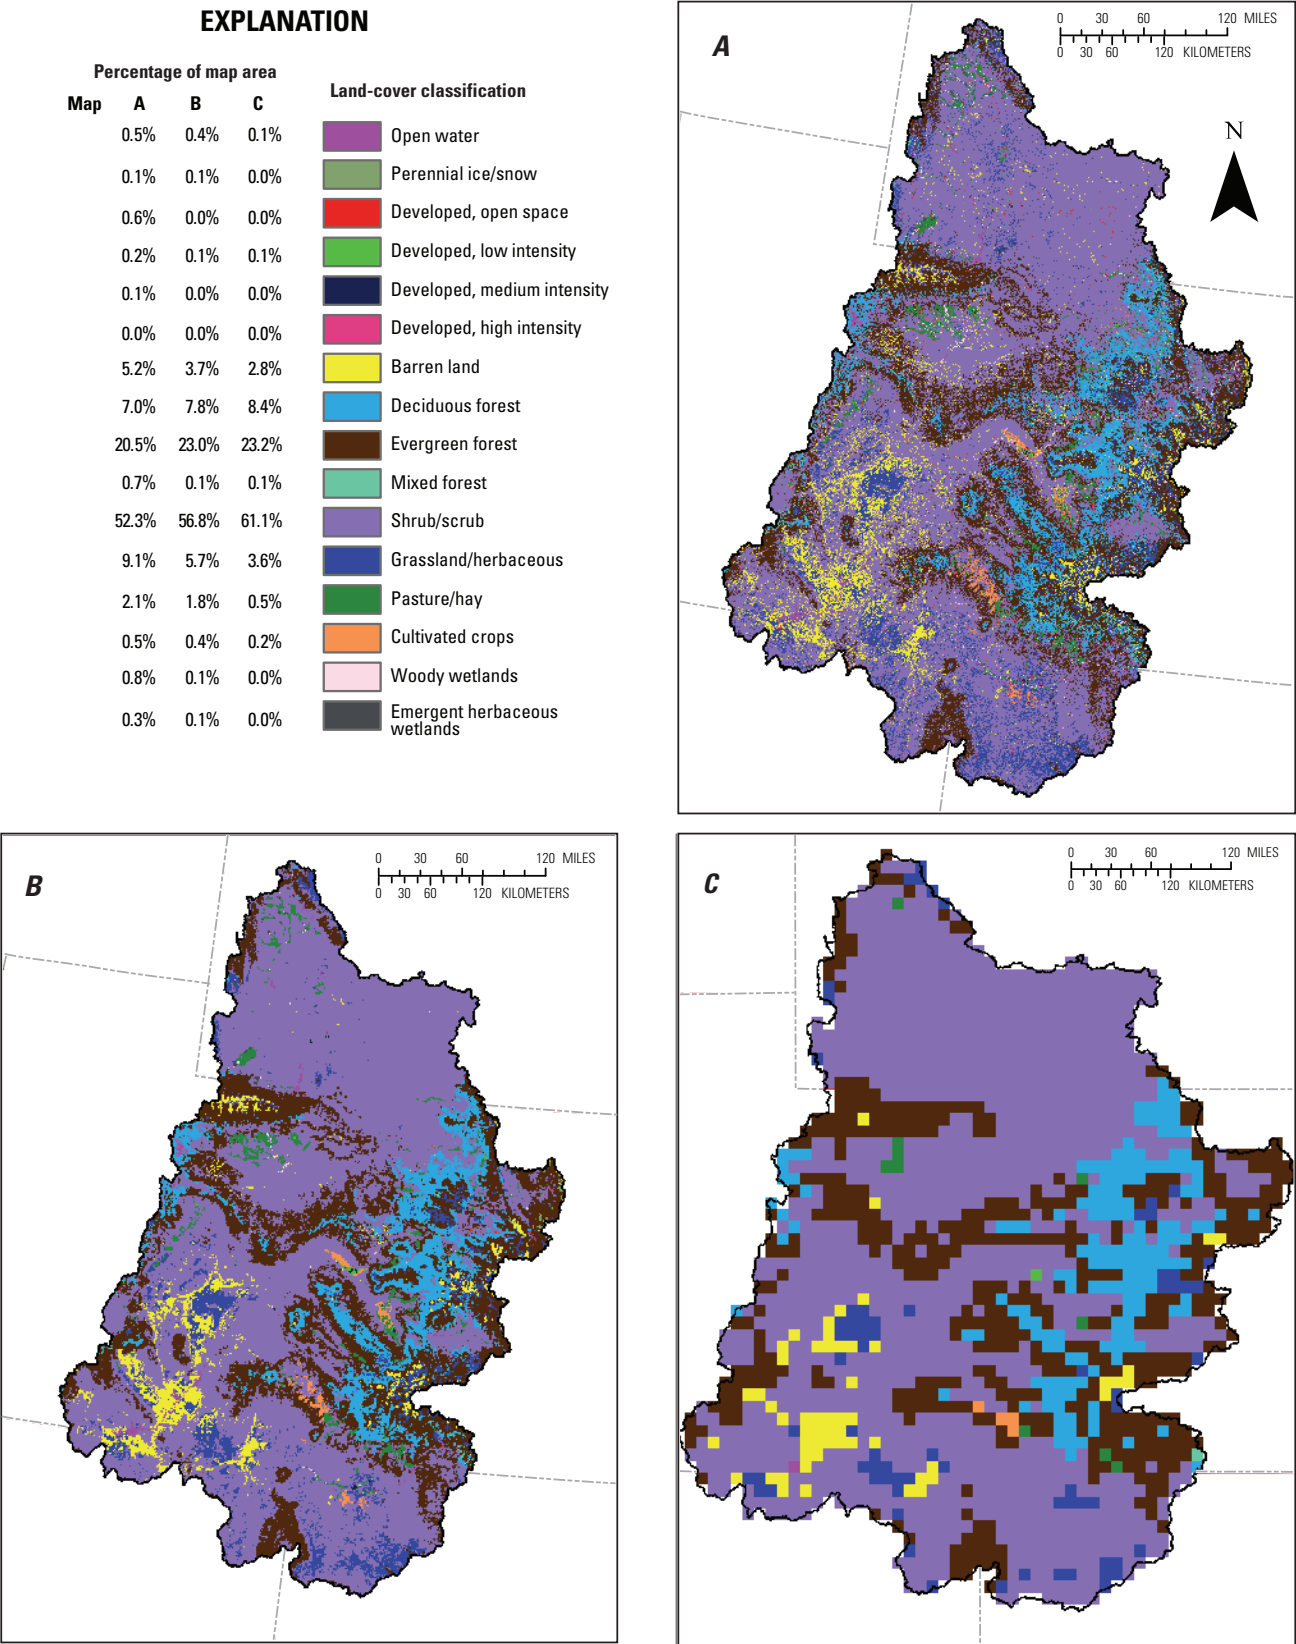 EXPLANATION
Percentage of map area
Land-cover classification
Map A B C
0.5% 0.4% 0.1% Open water
0.1% 0.1% 0.0% Perennial ice/snow
0.6% 0.0% 0.0% Developed, open space
0.2% 0.1% 0.1% Developed, low intensity
0.1% 0.0% 0.0% Developed, medium intensity
0.0% 0.0% 0.0% Developed, high intensity
5.2% 3.7% 2.8% Barren land
7.0% 7.8% 8.4% Deciduous forest
20.5% 23.0% 23.2% Evergreen forest
0.7% 0.1% 0.1% Mixed forest
52.3% 56.8% 61.1% Shrub/scrub
9.1% 5.7% 3.6% Grassland/herbaceous
2.1% 1.8% 0.5% Pasture/hay
0.5% 0.4% 0.2% Cultivated crops
0.8% 0.1% 0.0% Woody wetlands
0.3% 0.1% 0.0% Emergent herbaceous
wetlands
A
0 30 60 120 MILES
0 30 60 120 KILOMETERS
N
B
0 30 60 120 MILES
0 30 60 120 KILOMETERS
C
0 30 60 120 MILES
0 30 60 120 KILOMETERS